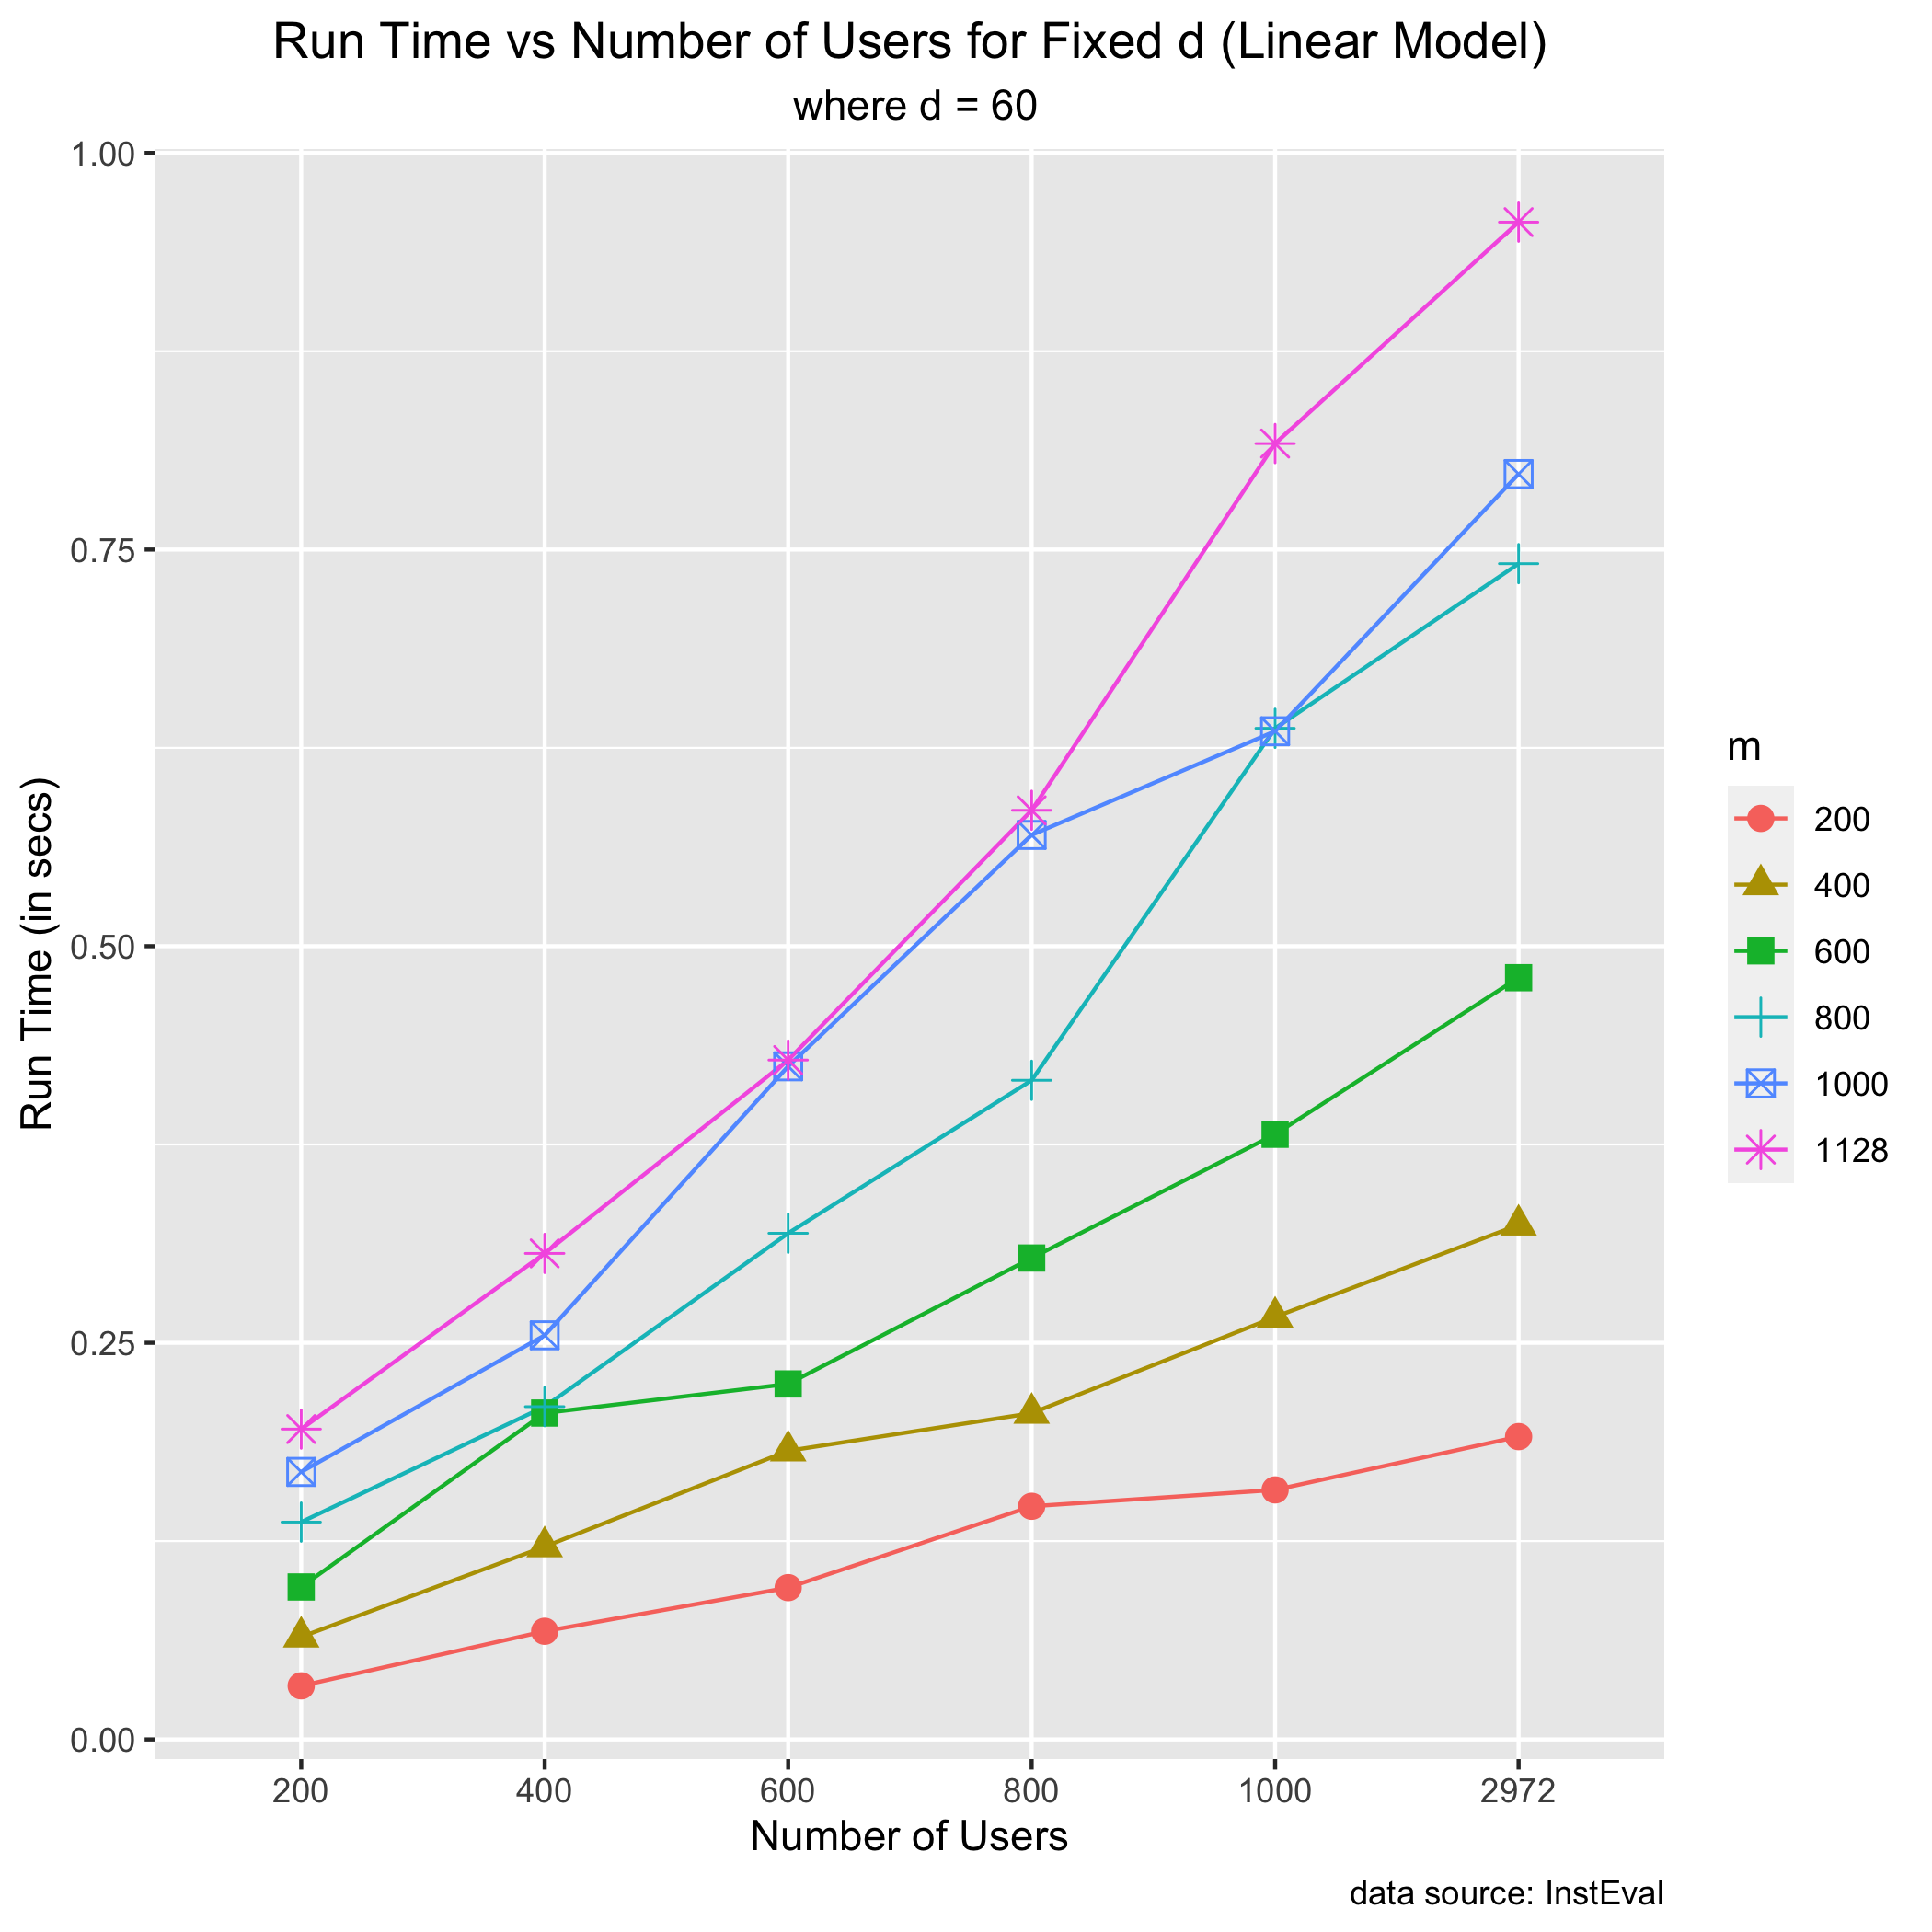 Run Time vs Number of Users for Fixed d (Linear Model)
where d = 60
Run Time (in secs)
1.00
0.75
0.50
0.25
0.00
200 400 600 800 1000 2972
Number of Users
m
200
400
600
800
1000
1128
data source: InstEval